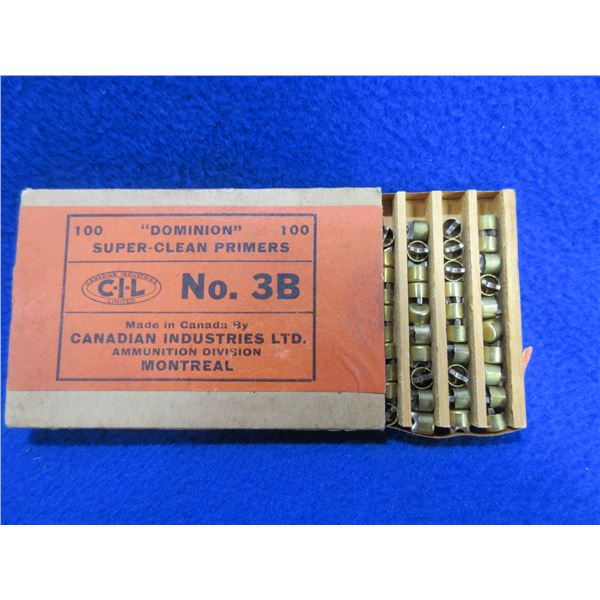 100 "DOMINION" 100
SUPER-CLEAN PRIMERS
CANADIAN INDUSTRIES
C-I-L
LIMITED
No. 3B
Made in Canada By
CANADIAN INDUSTRIES LTD.
AMMUNITION DIVISION
MONTREAL